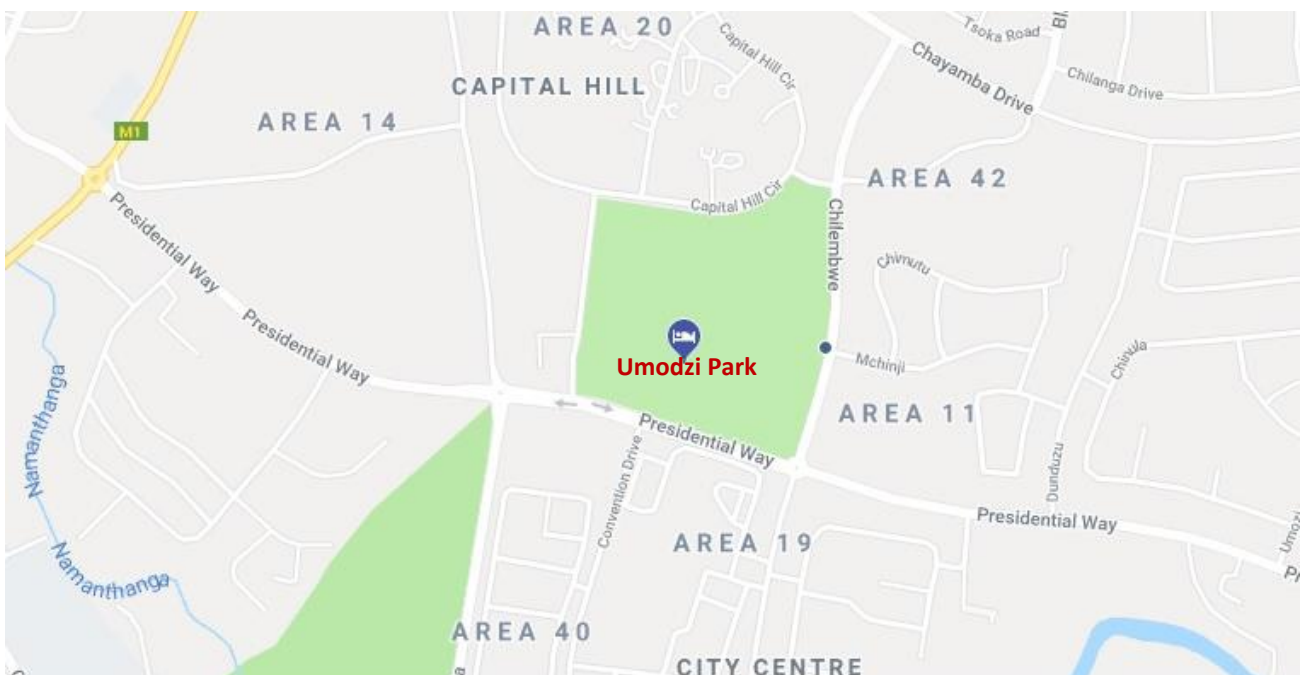 AREA 20
Tsoka Road
Capital Hill Cir
Chayamba Drive
CAPITAL HILL
Chilanga Drive
AREA 14
M1
AREA 42
Capital Hill Cir
Presidential Way
Chilembwe
Chimutu
Presidential Way
Umodzi Park
Mchinji
Chinula
AREA 11
Namanthanga
Presidential Way
Convention Drive
Dunduzu
Presidential Way
AREA 19
Umozi
Namanthanga
AREA 40
CITY CENTRE